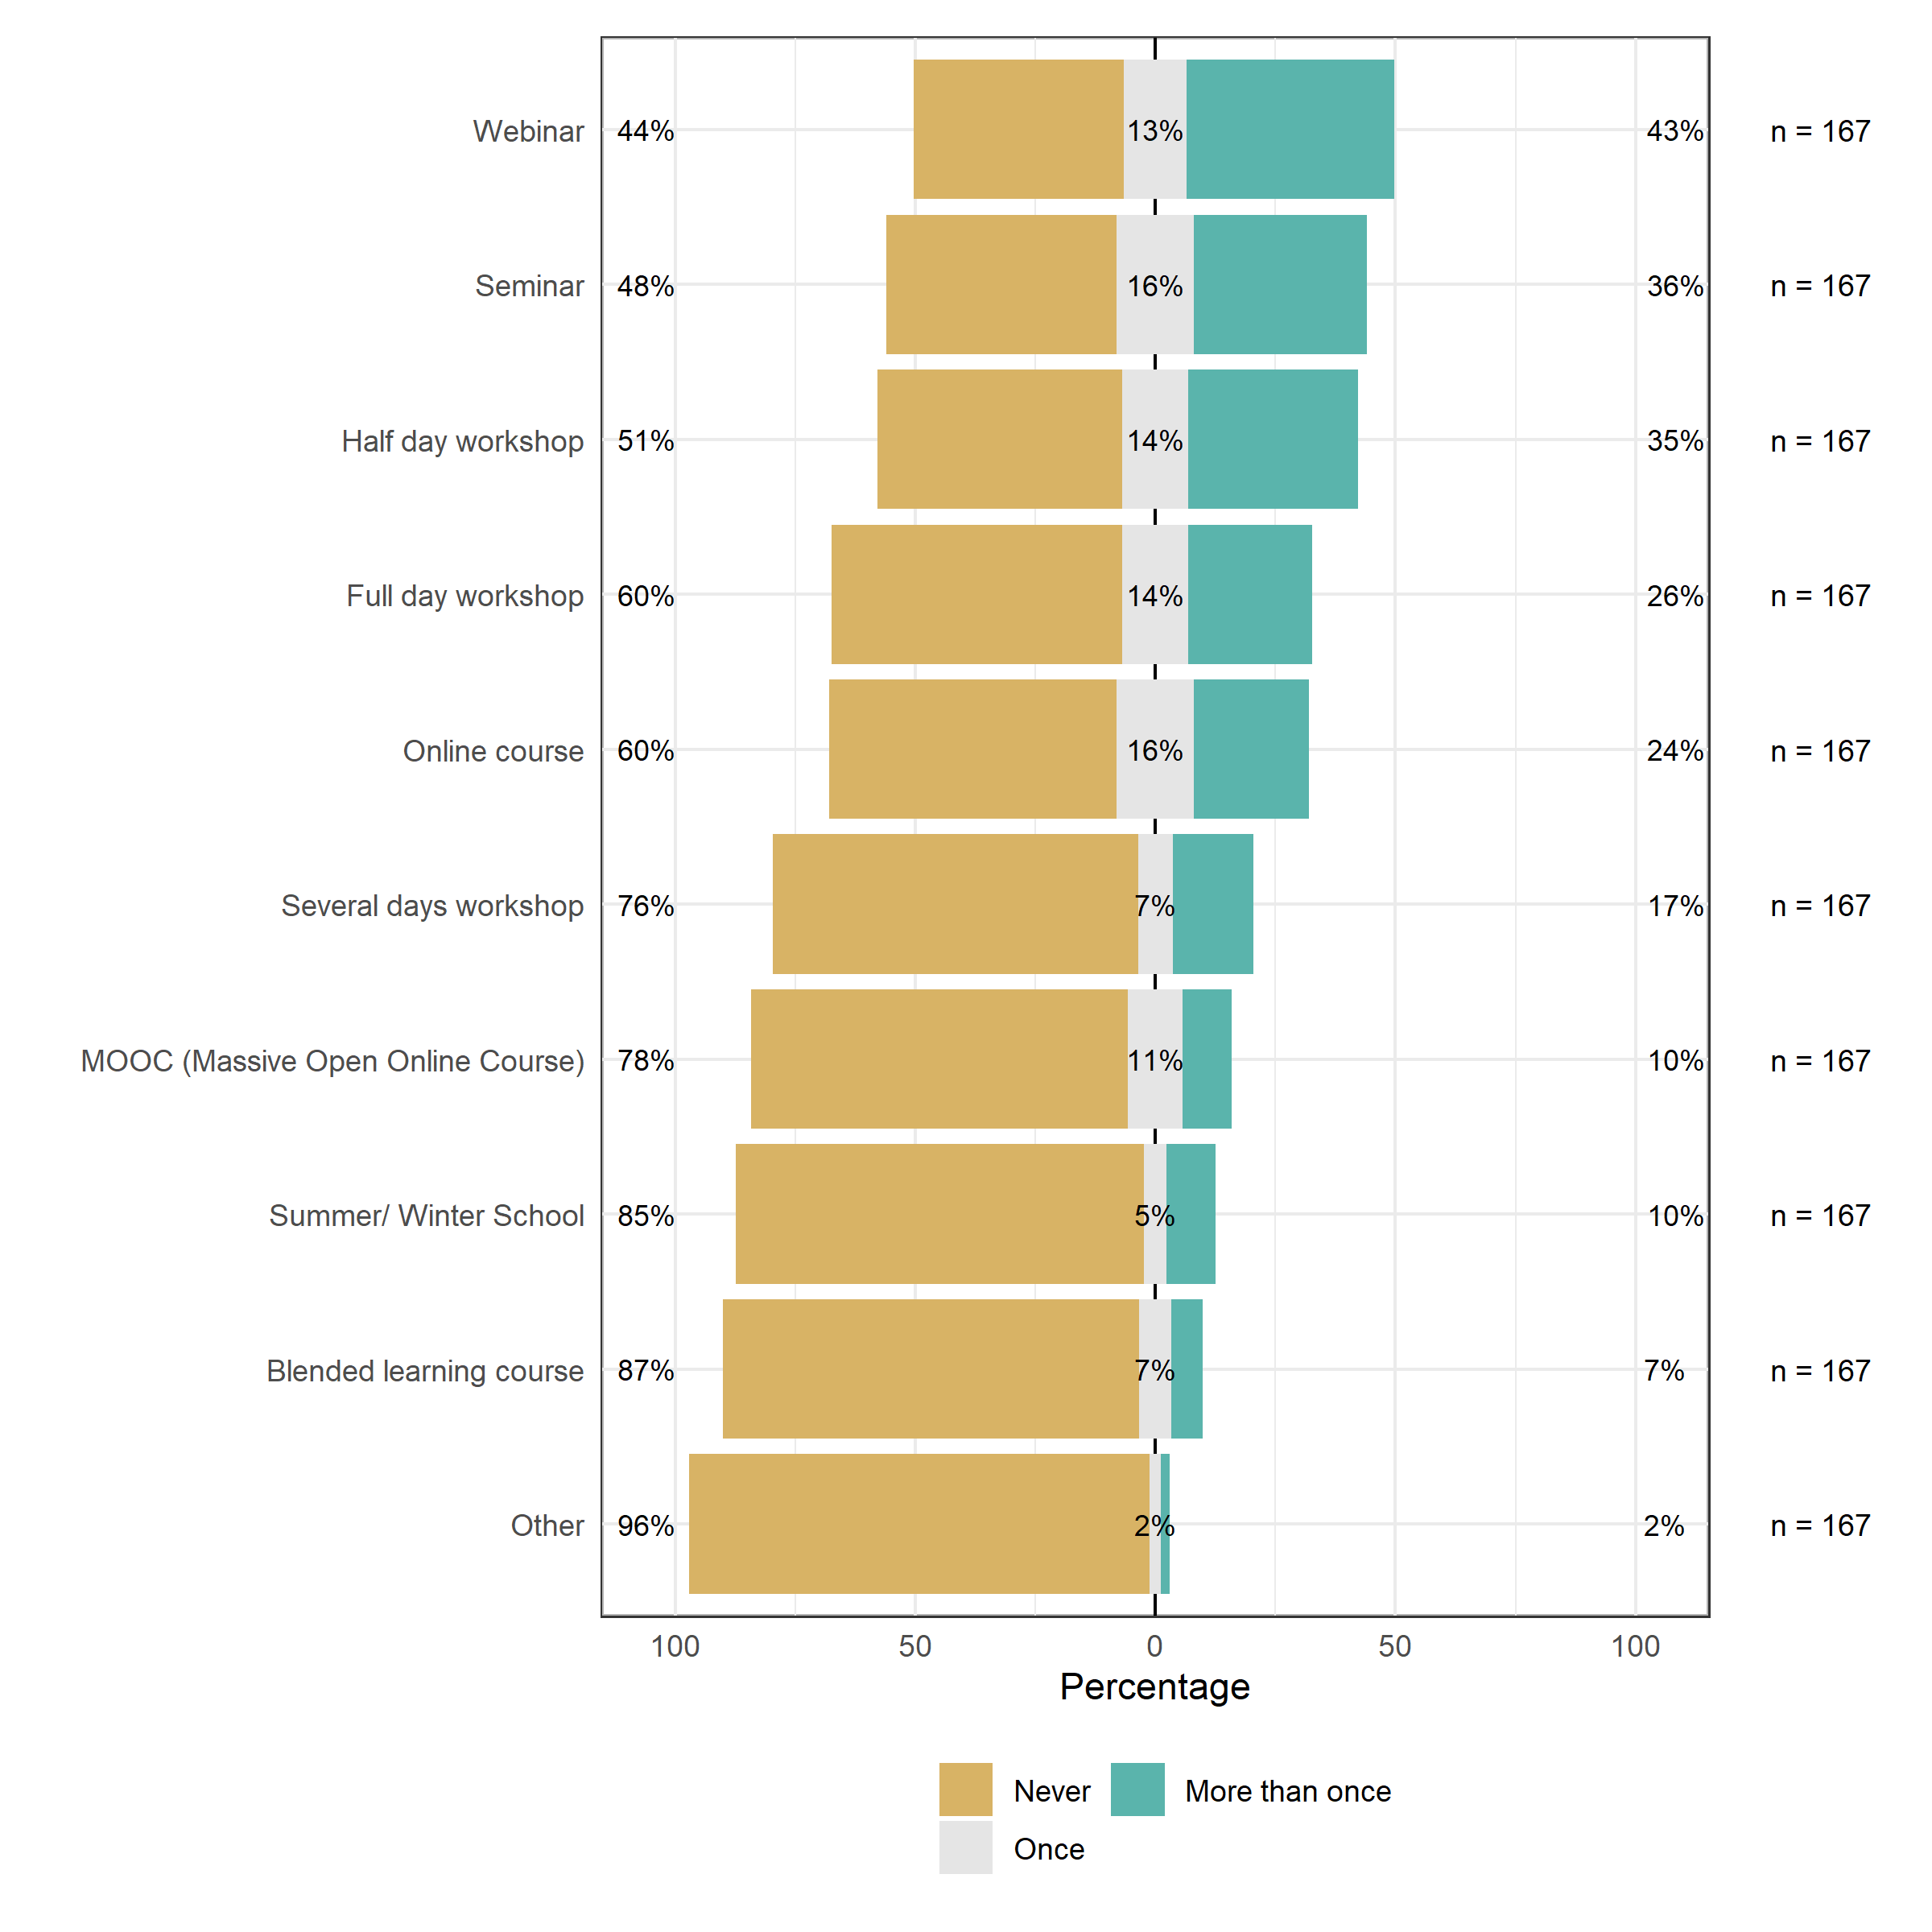 Webinar 44% 13% 43% n = 167
Seminar 48% 16% 36% n = 167
Half day workshop 51% 14% 35% n = 167
Full day workshop 60% 14% 26% n = 167
Online course 60% 16% 24% n = 167
Several days workshop 76% 7% 17% n = 167
MOOC (Massive Open Online Course) 78% 11% 10% n = 167
Summer/ Winter School 85% 5% 10% n = 167
Blended learning course 87% 7% 7% n = 167
Other 96% 2% 2% n = 167
100 50 0 50 100
Percentage
Never More than once
Once